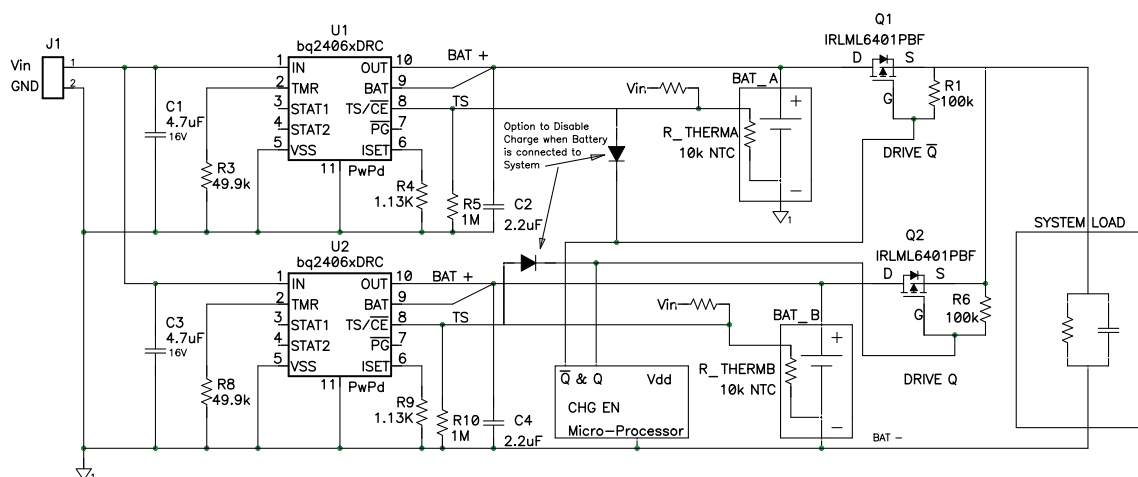 J1
Vin
GND
1
2
C1
4.7uF
16V
R3
49.9k
U1
bq2406xDRC
1 IN OUT 10
2 TMR BAT 9
3 STAT1 TS/CE 8
4 STAT2 PG 7
5 VSS ISET 6
11 PwPd
BAT +
TS
R4
1.13K
R5
1M
C2
2.2uF
Option to Disable
Charge when Battery
is connected to
System
Vin
BAT_A
+
R_THERMA
10k NTC
-
1
Q1
IRLML6401PBF
D S
G
R1
100k
DRIVE Q
SYSTEM LOAD
C3
4.7uF
16V
R8
49.9k
U2
bq2406xDRC
1 IN OUT 10
2 TMR BAT 9
3 STAT1 TS/CE 8
4 STAT2 PG 7
5 VSS ISET 6
11 PwPd
BAT +
TS
R9
1.13K
R10
1M
C4
2.2uF
Q & Q Vdd
CHG EN
Micro-Processor
Vin
BAT_B
+
R_THERMB
10k NTC
-
Q2
IRLML6401PBF
D S
G
R6
100k
DRIVE Q
BAT -
1